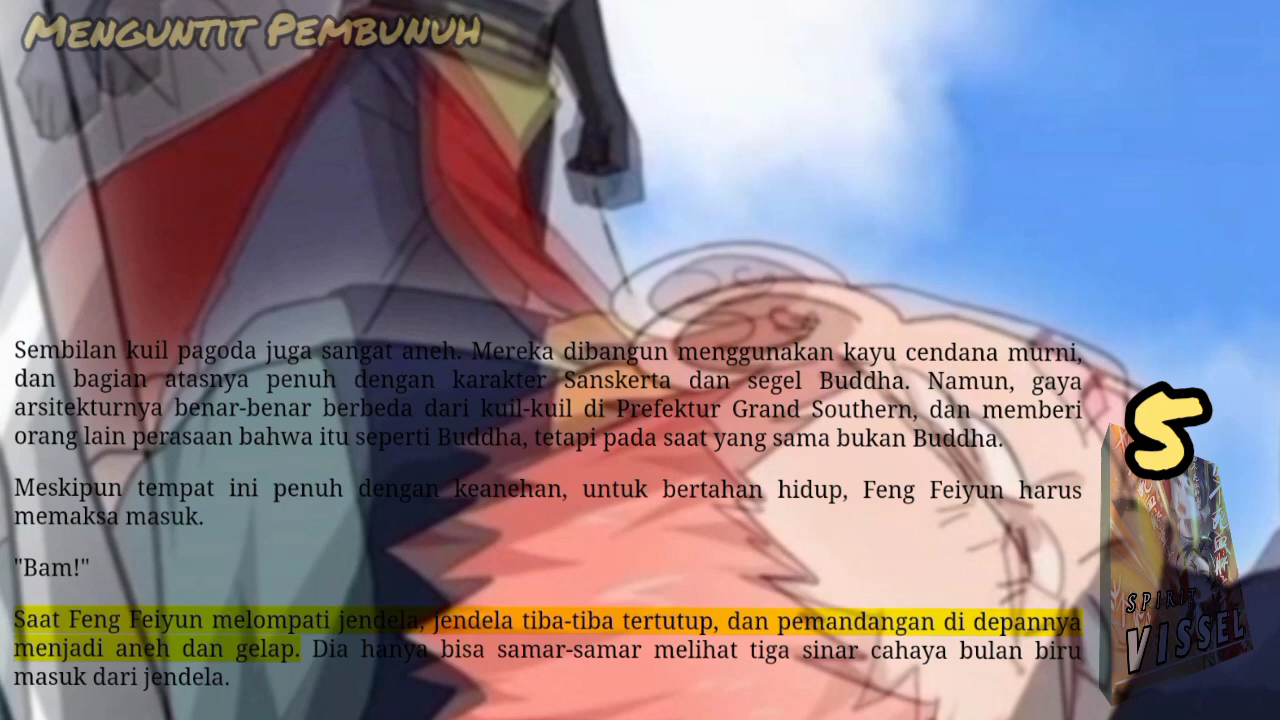 Menguntit Pembunuh
Sembilan kuil pagoda juga sangat aneh. Mereka dibangun menggunakan kayu cendana murni,
dan bagian atasnya penuh dengan karakter Sanskerta dan segel Buddha. Namun, gaya
arsitekturnya benar-benar berbeda dari kuil-kuil di Prefektur Grand Southern, dan memberi
orang lain perasaan bahwa itu seperti Buddha, tetapi pada saat yang sama bukan Buddha.
Meskipun tempat ini penuh dengan keanehan, untuk bertahan hidup, Feng Feiyun harus
memaksa masuk.
"Bam!"
Saat Feng Feiyun melompati jendela, jendela tiba-tiba tertutup, dan pemandangan di depannya
menjadi aneh dan gelap. Dia hanya bisa samar-samar melihat tiga sinar cahaya bulan biru
masuk dari jendela.
S
SPIRIT
VISSEL